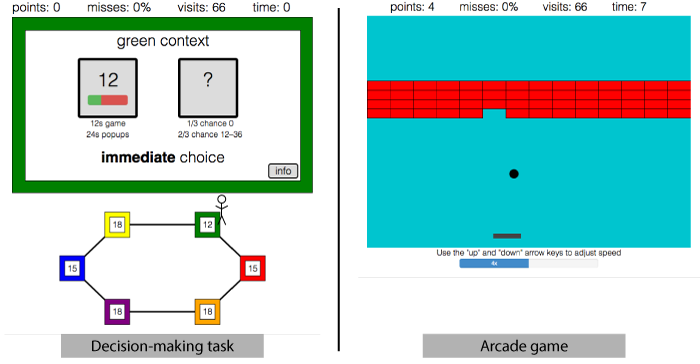 points: 0 misses: 0% visits: 66 time: 0
green context
12
?
12s game
24s popups
1/3 chance 0
2/3 chance 12–36
immediate choice
info
18
12
15
15
18
18
Decision-making task
points: 4 misses: 0% visits: 66 time: 7
Use the "up" and "down" arrow keys to adjust speed
4x
Arcade game